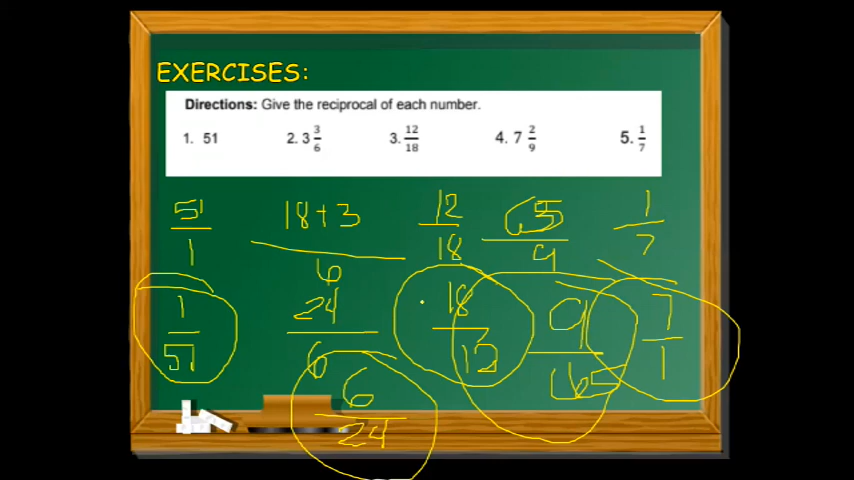 EXERCISES:
Directions: Give the reciprocal of each number.
1. 51 2. 3 3/6 3. 12/18 4. 7 2/9 5. 1/7
51/1 18+3/6 12/18 65/9 1/7
1/51 24/6 18/12 9/65 7/1
6/24